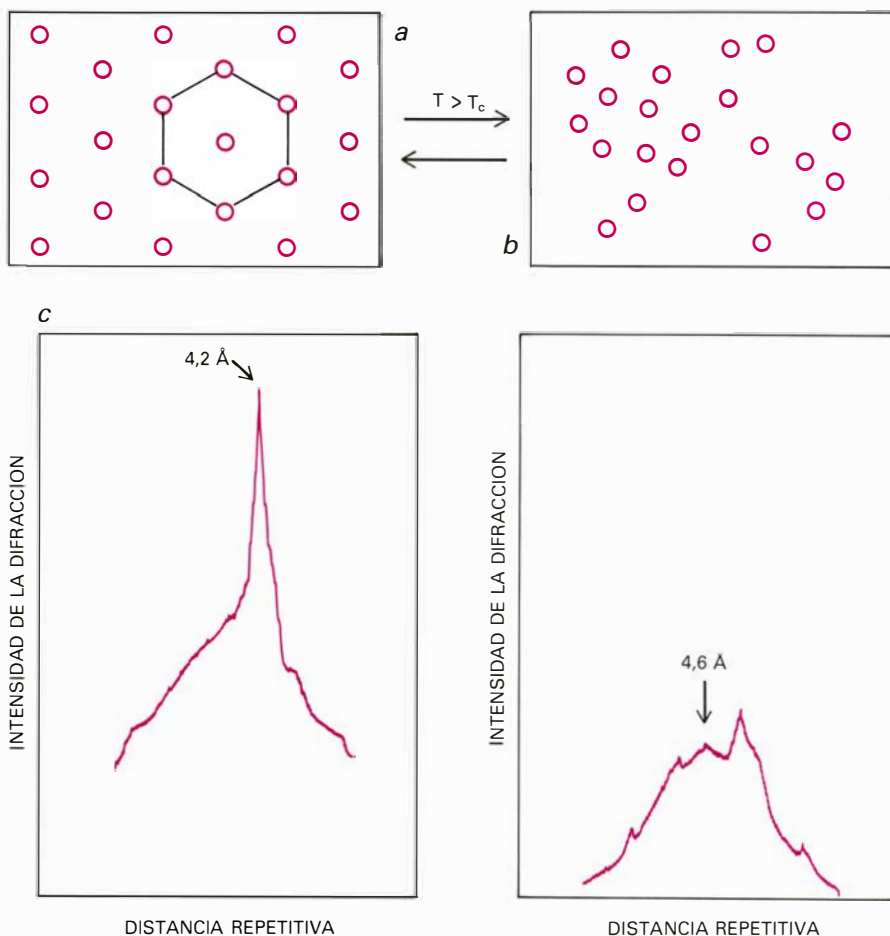 a
T > Tc
b
c
4,2 Å
INTENSIDAD DE LA DIFRACCION
DISTANCIA REPETITIVA
4,6 Å
INTENSIDAD DE LA DIFRACCION
DISTANCIA REPETITIVA